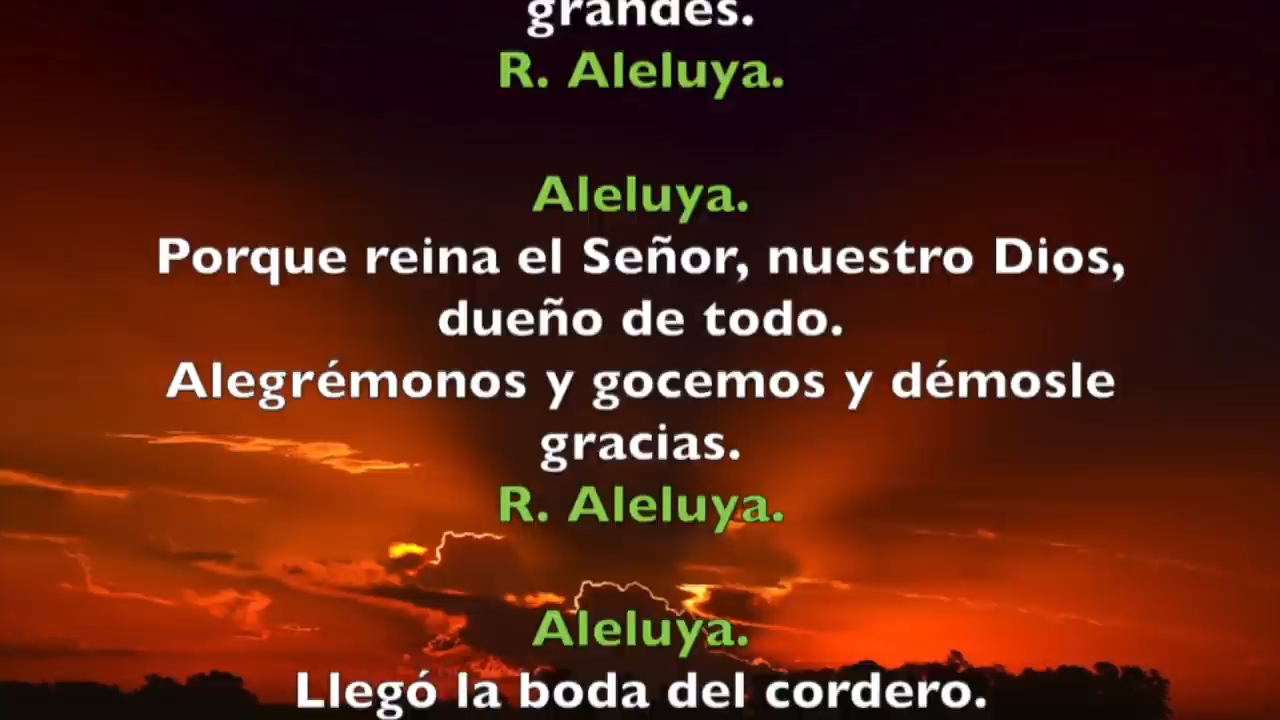 grandes.
R. Aleluya.
Aleluya.
Porque reina el Señor, nuestro Dios,
dueño de todo.
Alegrémonos y gocemos y démosle
gracias.
R. Aleluya.
Aleluya.
Llegó la boda del cordero.